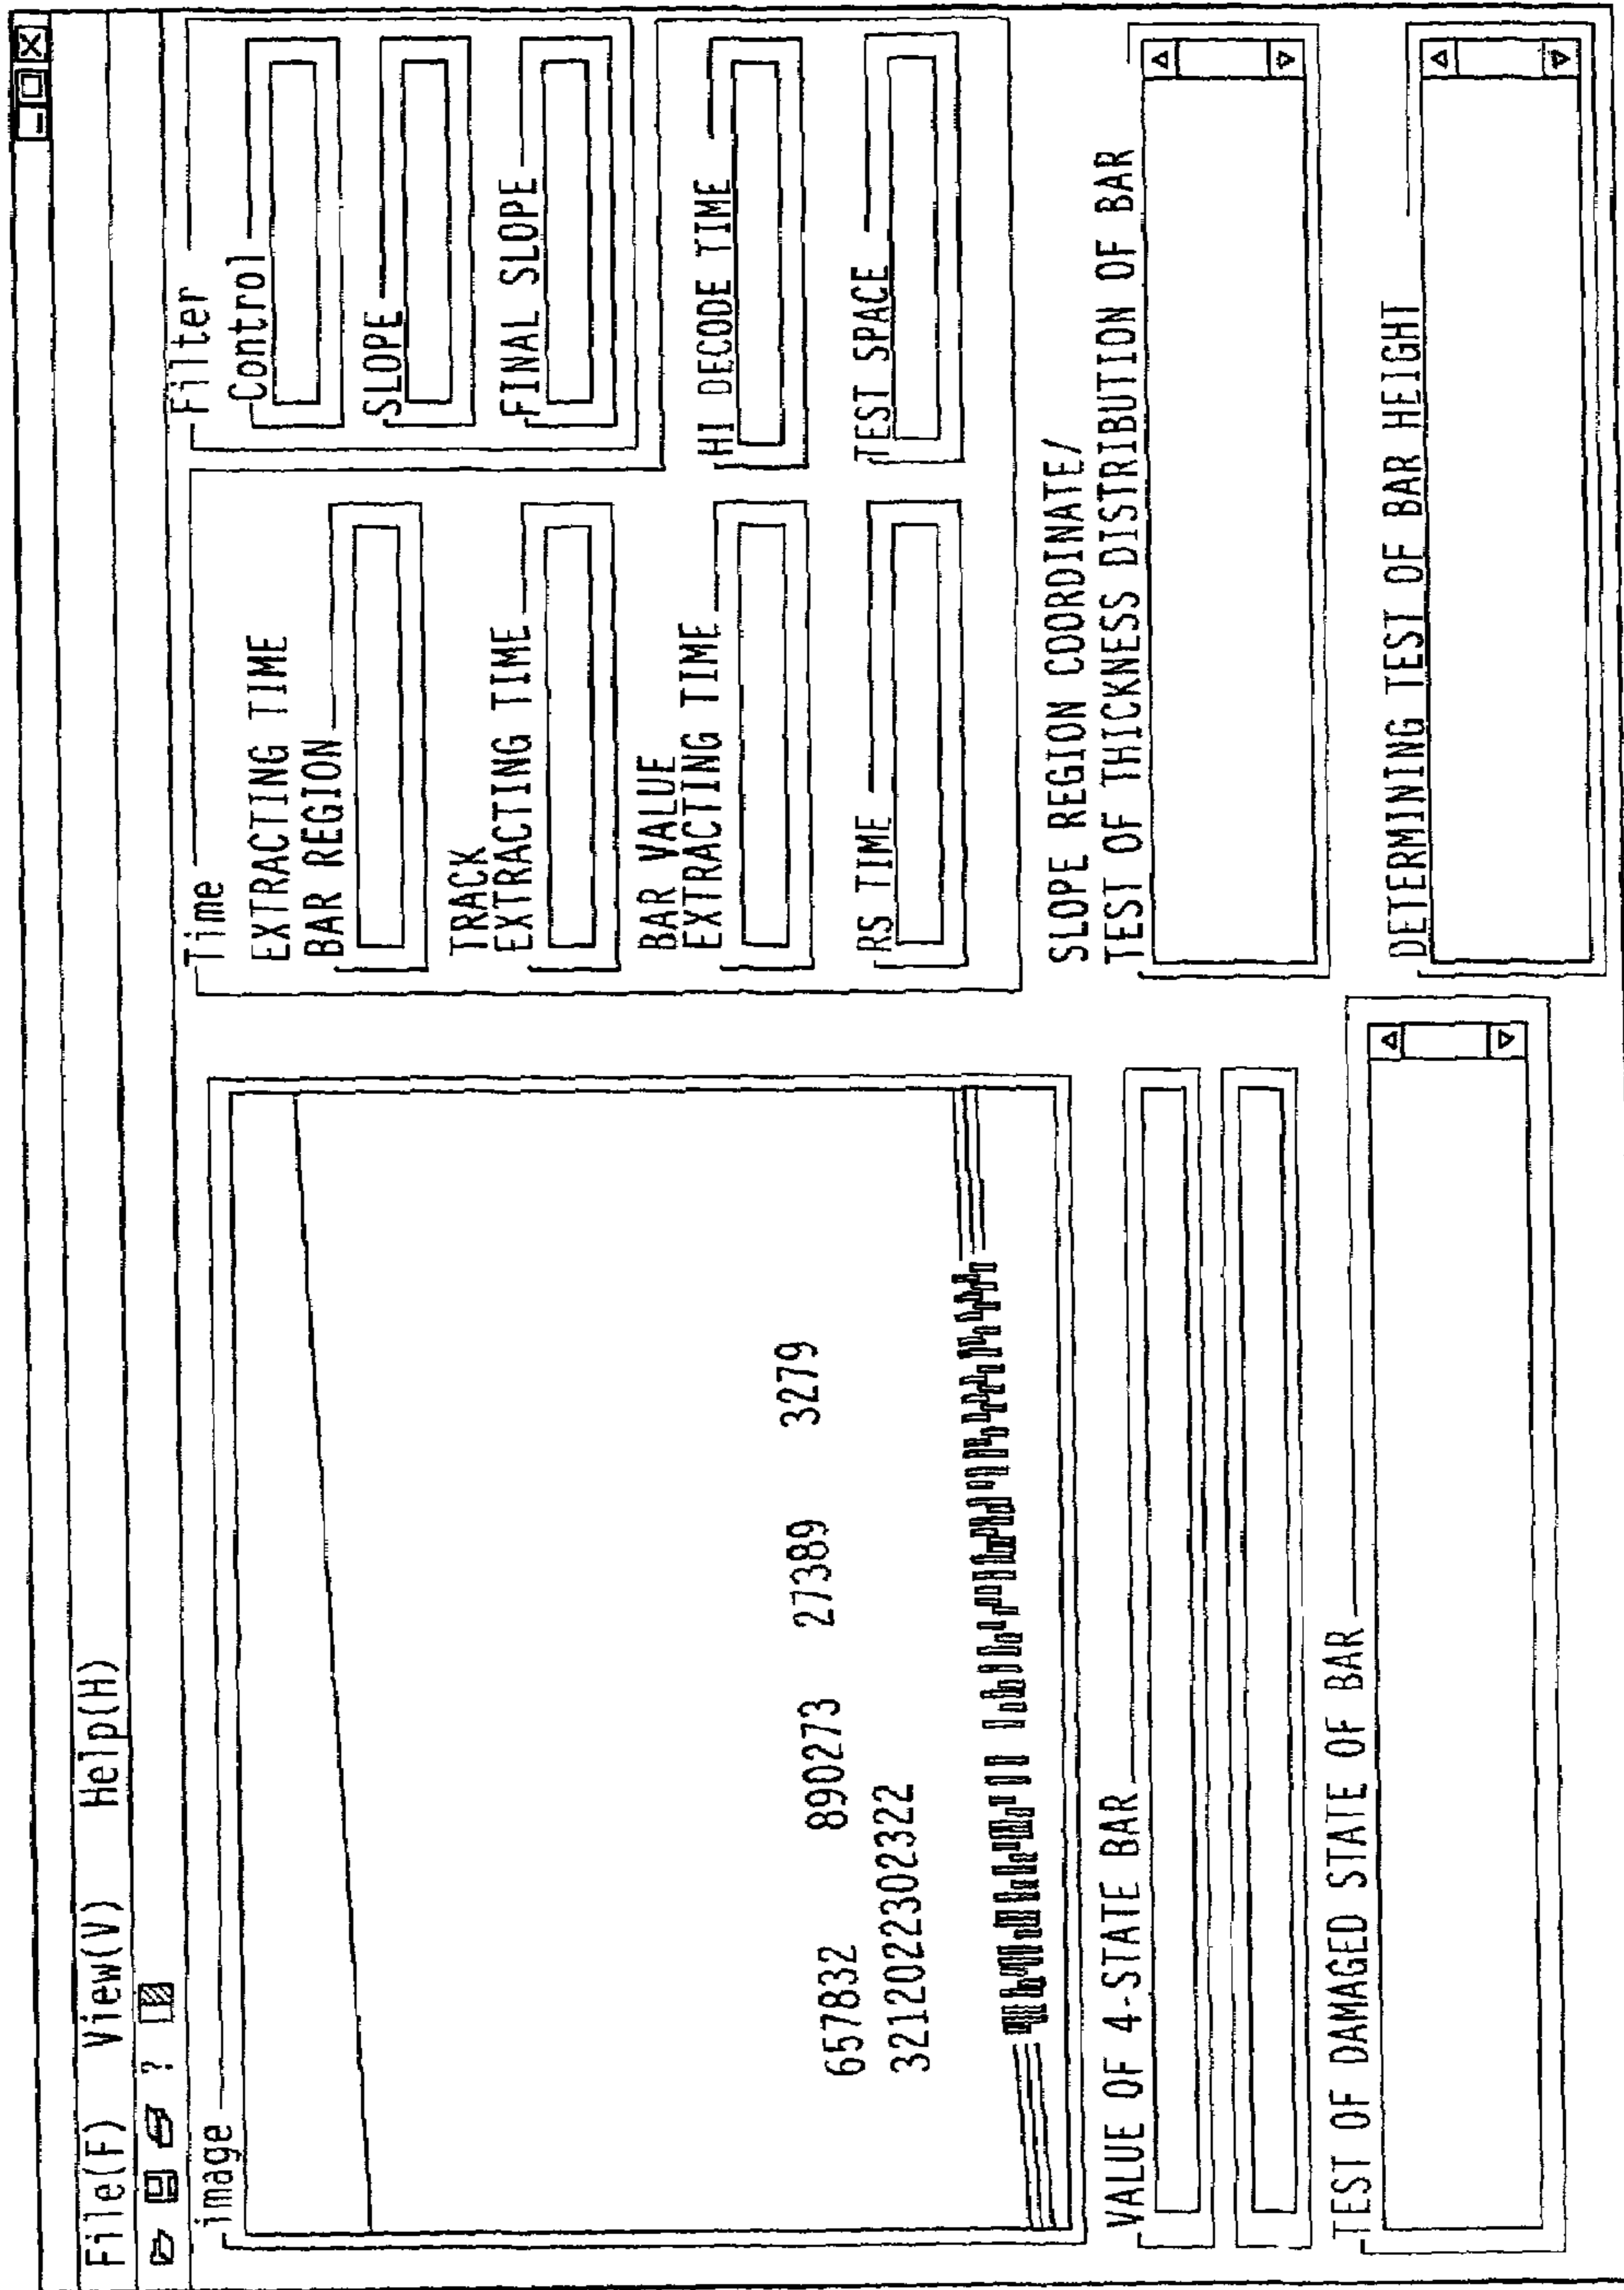 File(F) View(V) Help(H)
?
image
657832 890273 27389 3279
3212022302322
VALUE OF 4-STATE BAR
TEST OF DAMAGED STATE OF BAR
Time
EXTRACTING TIME
BAR REGION
TRACK
EXTRACTING TIME
BAR VALUE
EXTRACTING TIME
RS TIME
Filter
Control
SLOPE
FINAL SLOPE
HI DECODE TIME
TEST SPACE
SLOPE REGION COORDINATE/
TEST OF THICKNESS DISTRIBUTION OF BAR
DETERMINING TEST OF BAR HEIGHT